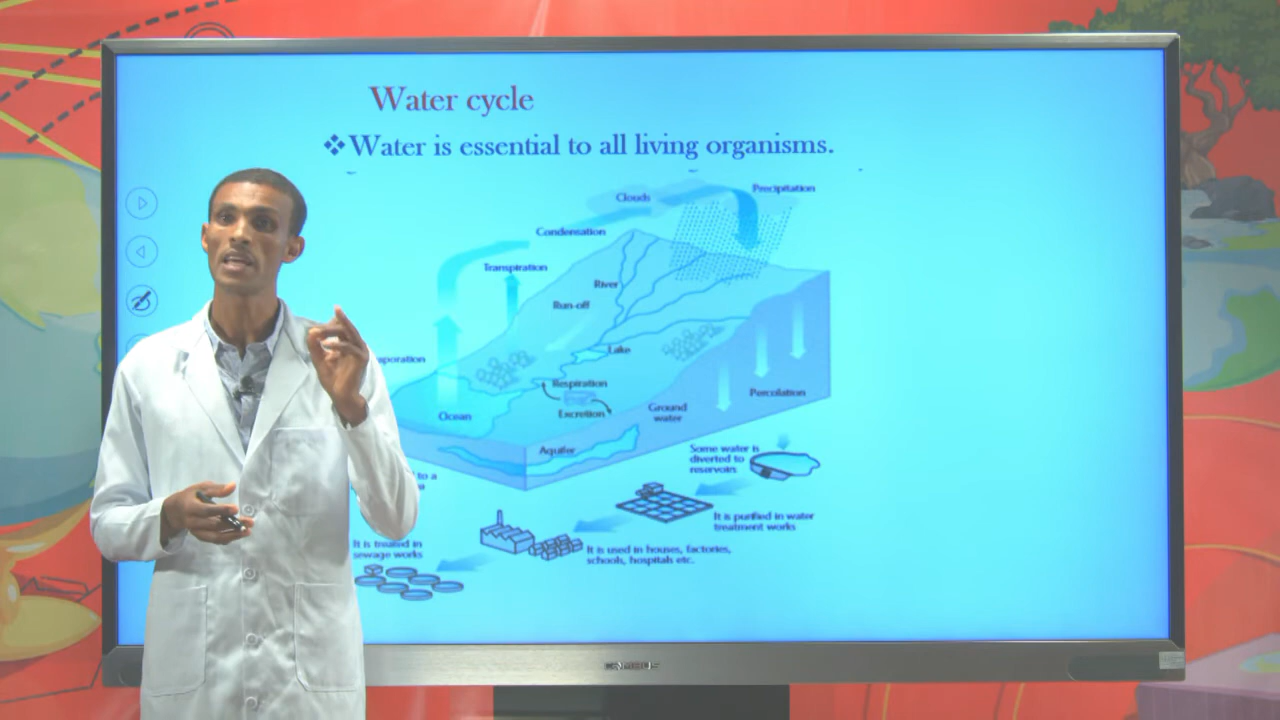 Water cycle
❖Water is essential to all living organisms.
Precipitation
Clouds
Condensation
Transpiration
River
Run-off
Lake
sporation
Respiration
Percolation
Excretion
Ground
water
Ocean
Aquifer
Some water is
diverted to
reservoirs
to a
It is purified in water
treatment works
It is treated in
sewage works
It is used in houses, factories,
schools, hospitals etc.